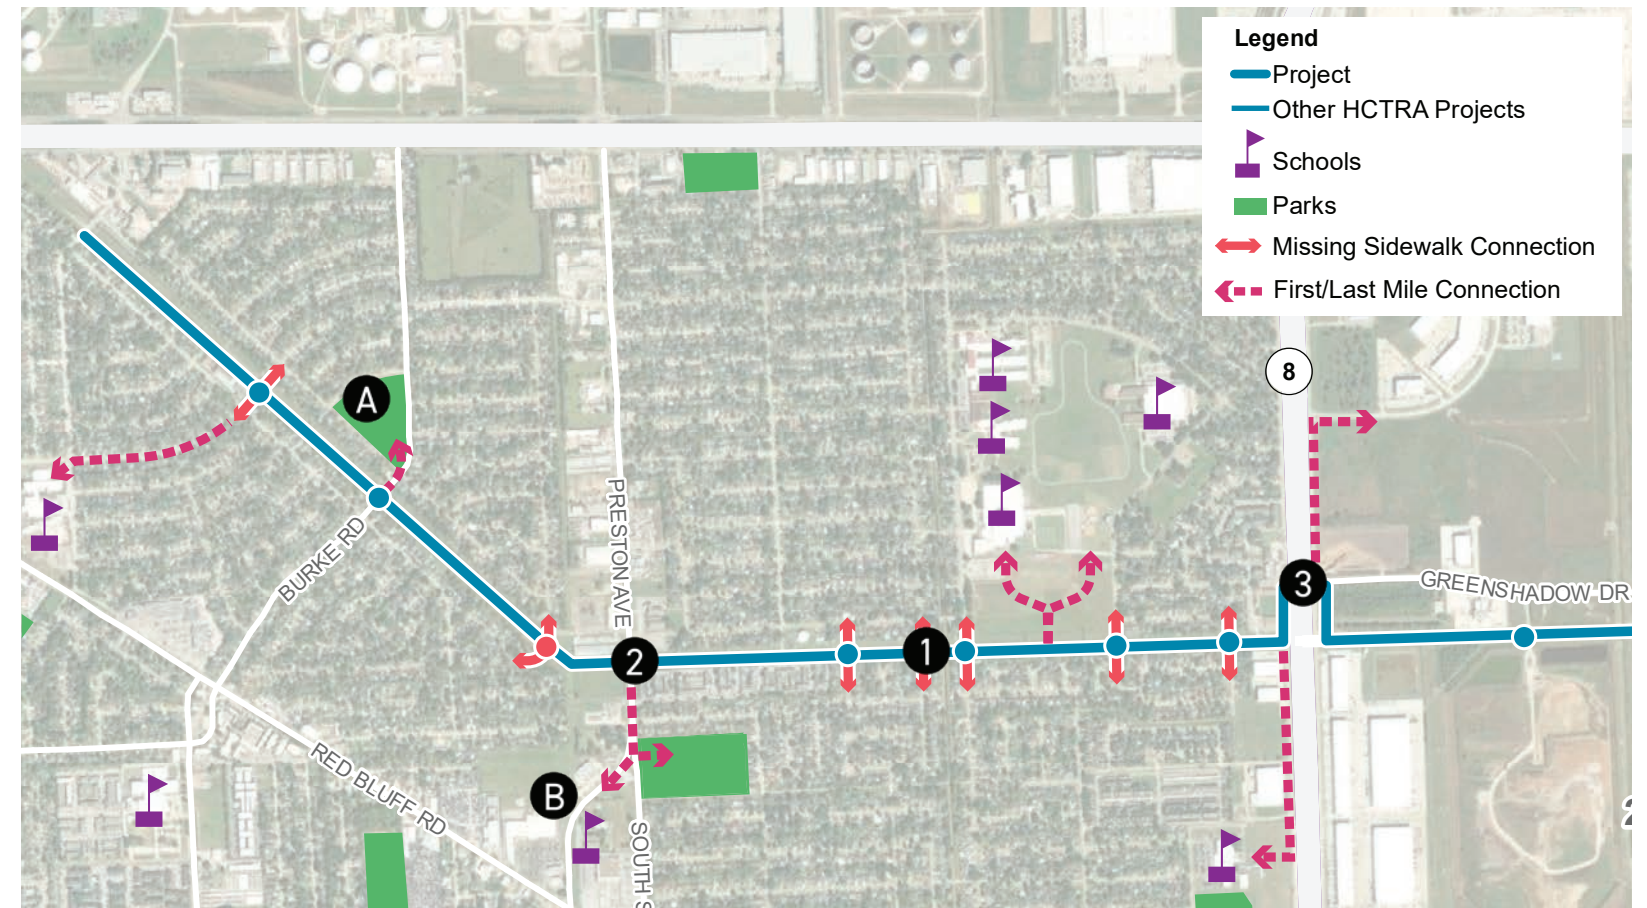 Legend
Project
Other HCTRA Projects
Schools
Parks
Missing Sidewalk Connection
First/Last Mile Connection
8
A
BURKE RD
PRESTON AVE
3
GREENSHADOW DR
1
2
B
RED BLUFF RD
SOUTH S
2